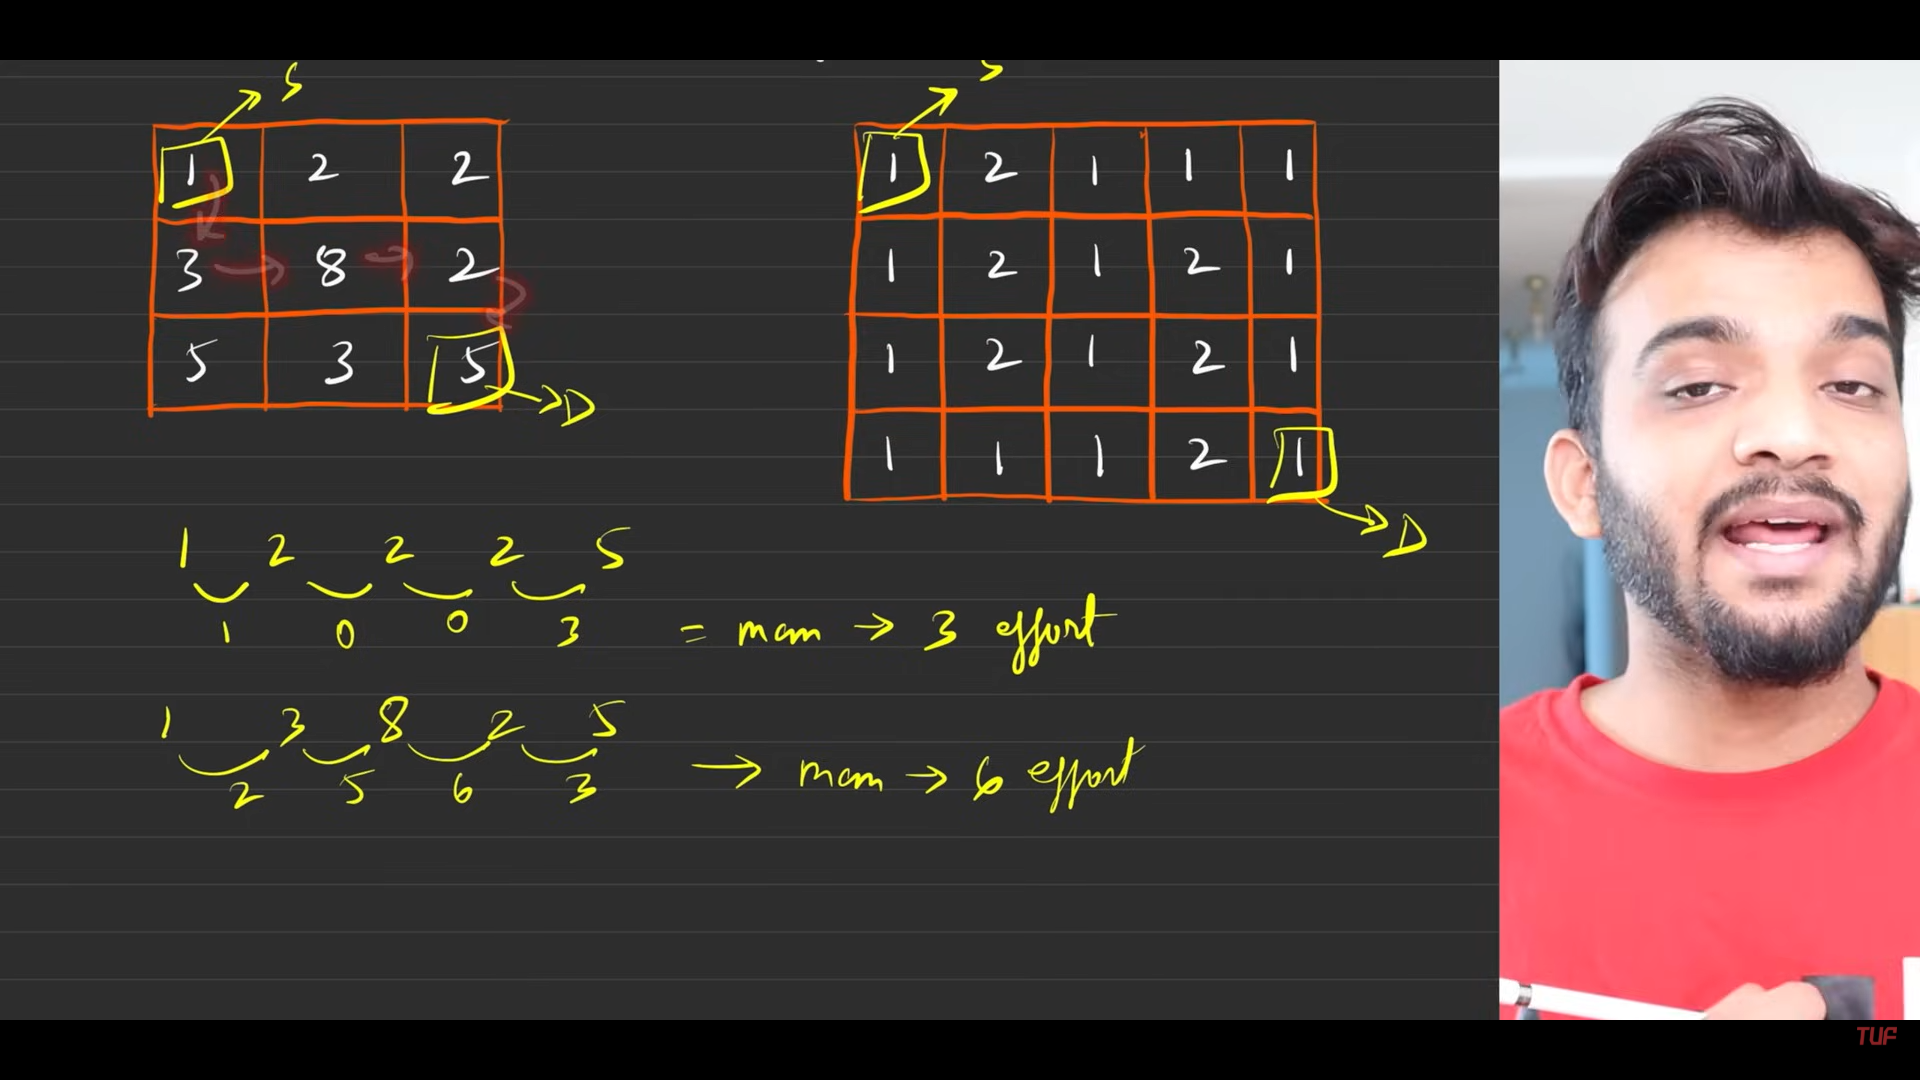 S
S
1 2 2
3 → 8 → 2
5 3 5
→ D
1 2 1 1 1
1 2 1 2 1
1 2 1 2 1
1 1 1 2 1
→ D
1 2 2 2 5
1 0 0 3 = max → 3 effort
1 3 8 2 5
2 5 6 3 → max → 6 effort
TUF